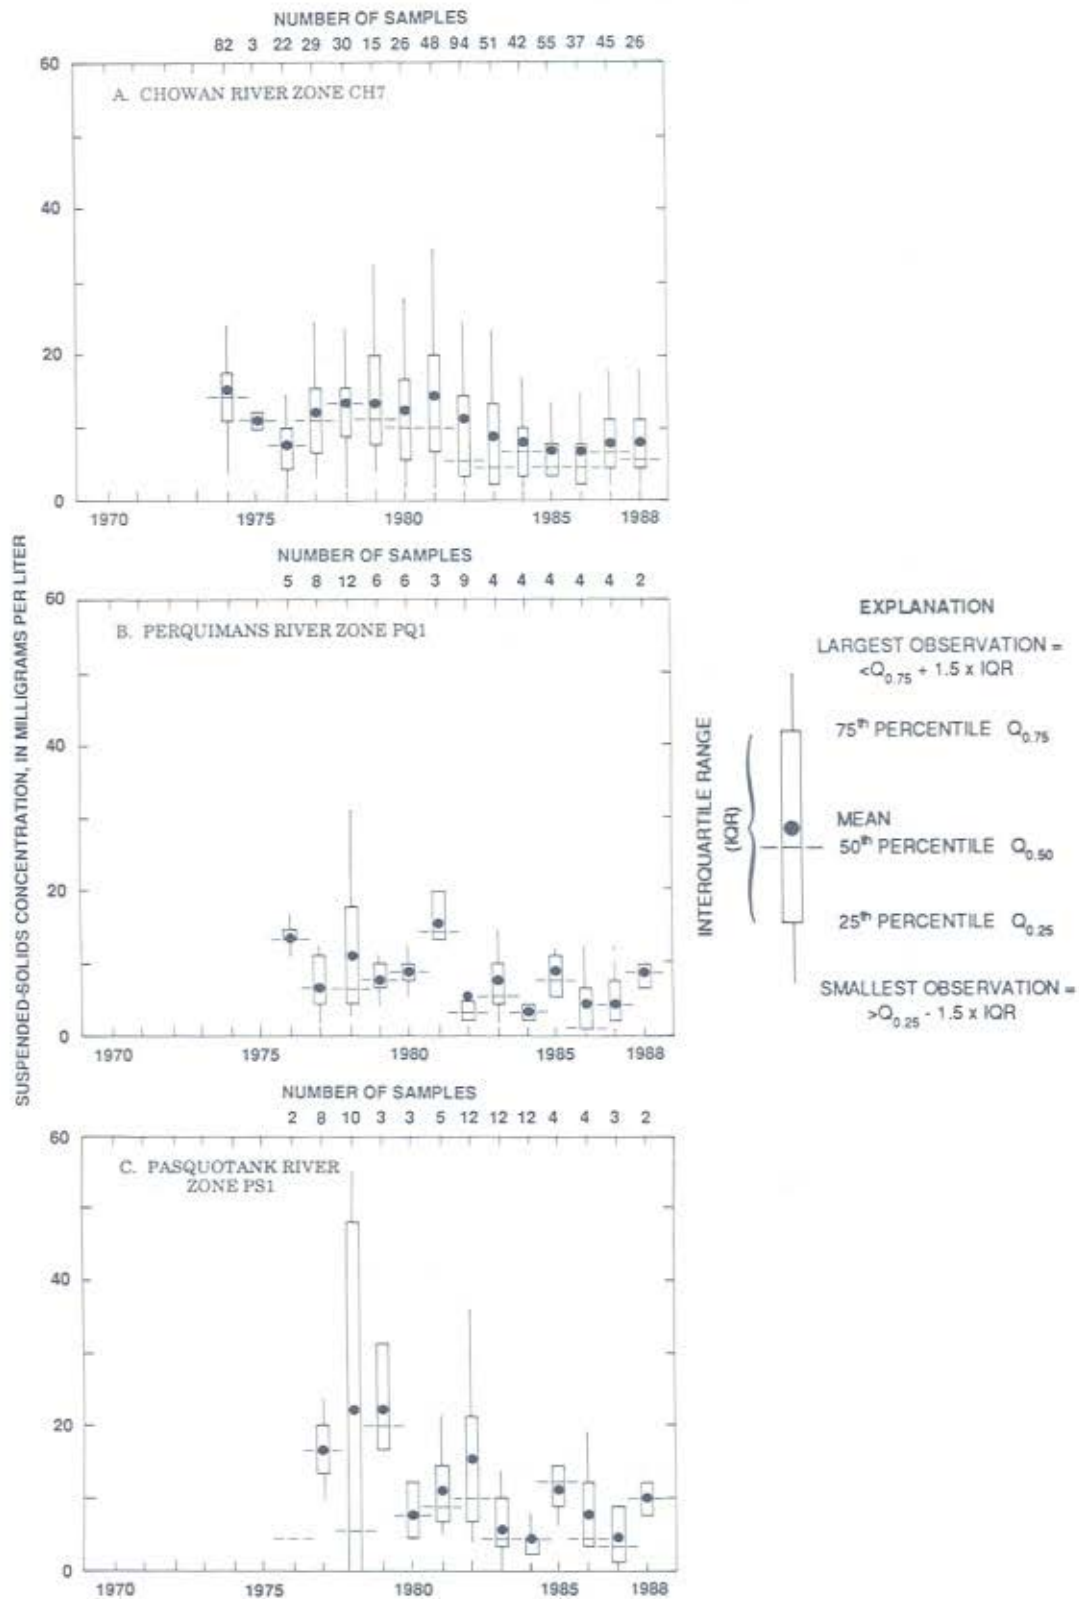 NUMBER OF SAMPLES
82 3 22 29 30 15 26 48 94 51 42 55 37 45 26
60
A. CHOWAN RIVER ZONE CH7
40
20
0
1970 1975 1980 1985 1988
SUSPENDED-SOLIDS CONCENTRATION, IN MILLIGRAMS PER LITER
NUMBER OF SAMPLES
5 8 12 6 6 3 9 4 4 4 4 4 2
60
B. PERQUIMANS RIVER ZONE PQ1
40
20
0
1970 1975 1980 1985 1988
EXPLANATION
LARGEST OBSERVATION =
<Q0.75 + 1.5 x IQR
75th PERCENTILE Q0.75
INTERQUARTILE RANGE
(IQR)
MEAN
50th PERCENTILE Q0.50
25th PERCENTILE Q0.25
SMALLEST OBSERVATION =
>Q0.25 - 1.5 x IQR
NUMBER OF SAMPLES
2 8 10 3 3 5 12 12 12 4 4 3 2
60
C. PASQUOTANK RIVER
ZONE PS1
40
20
0
1970 1975 1980 1985 1988